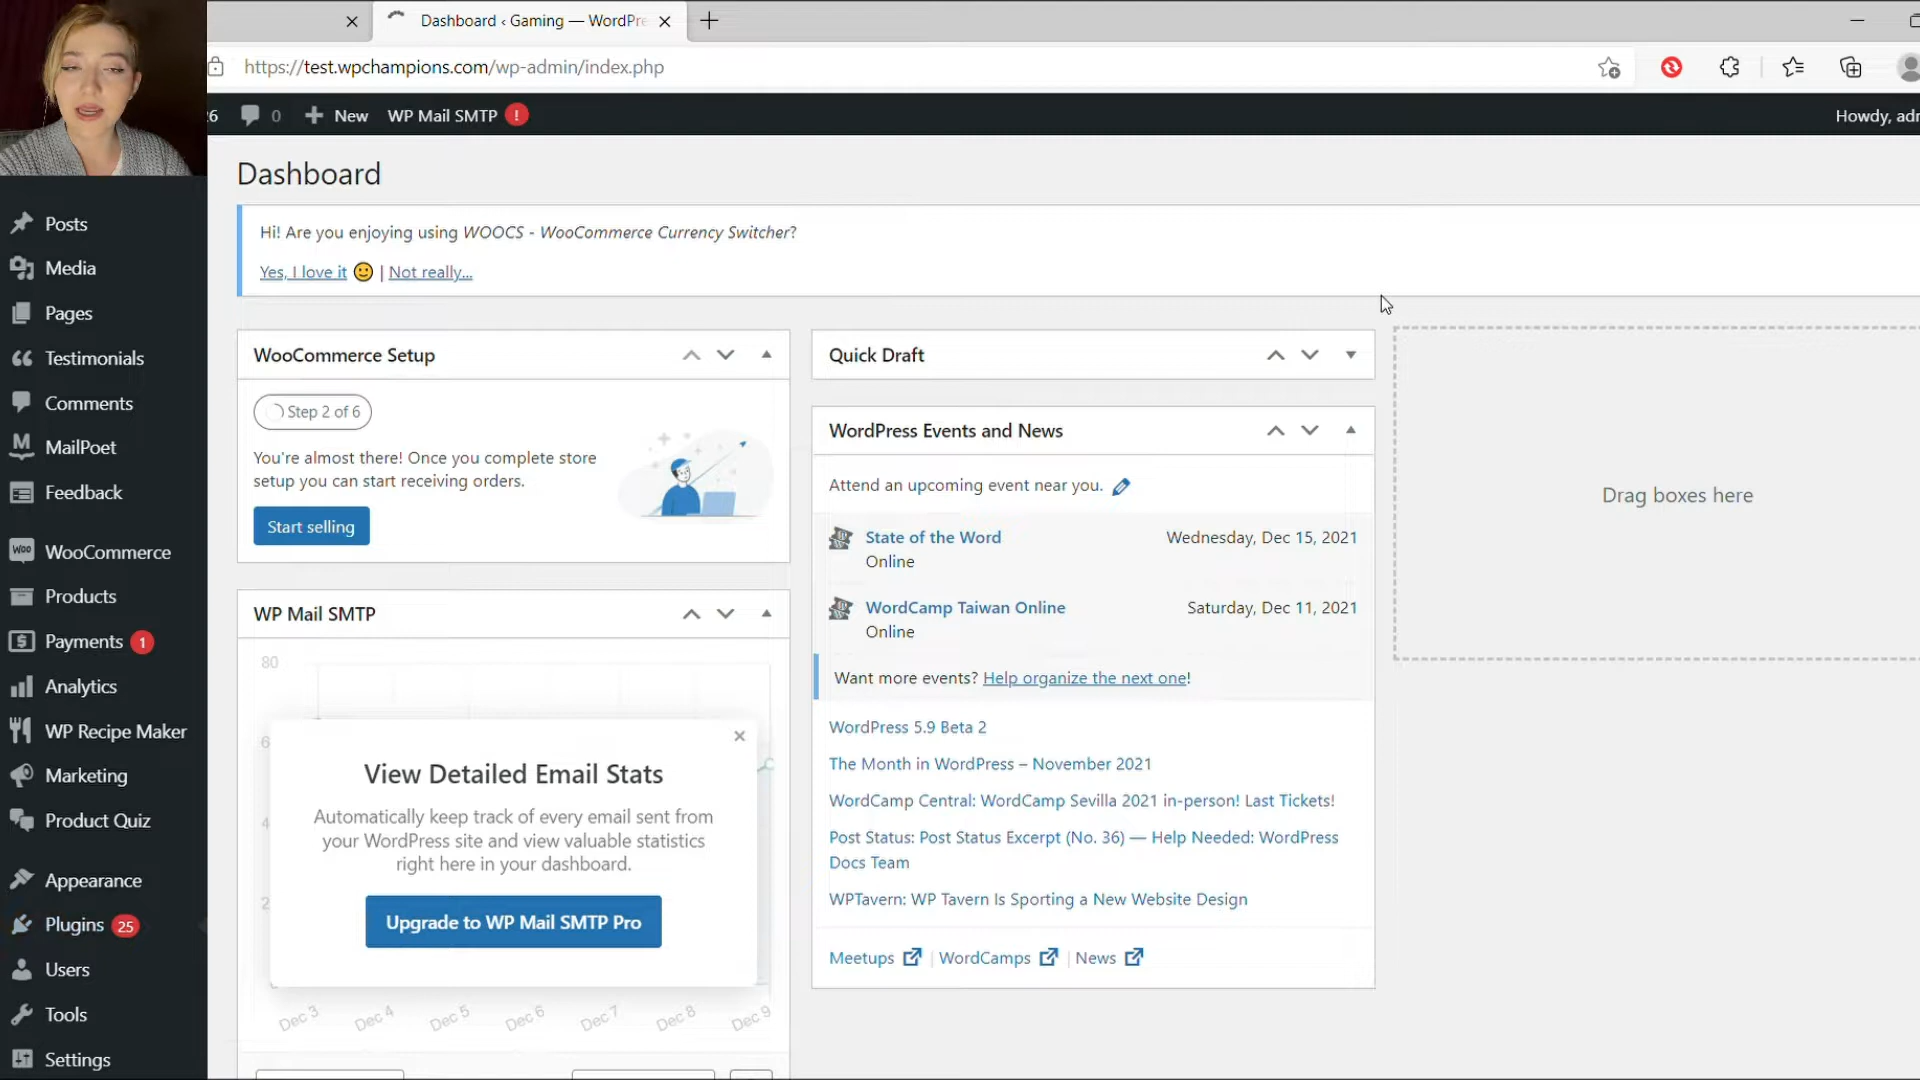 Dashboard ‹ Gaming — WordPre
https://test.wpchampions.com/wp-admin/index.php
6 0 New WP Mail SMTP !
Howdy, adm
Dashboard
Hi! Are you enjoying using WOOCS - WooCommerce Currency Switcher?
Yes, I love it | Not really...
Posts
Media
Pages
Testimonials
Comments
MailPoet
Feedback
WooCommerce
Products
Payments 1
Analytics
WP Recipe Maker
Marketing
Product Quiz
Appearance
Plugins 25
Users
Tools
Settings
WooCommerce Setup
Step 2 of 6
You're almost there! Once you complete store
setup you can start receiving orders.
Start selling
WP Mail SMTP
80
6
4
2
View Detailed Email Stats
Automatically keep track of every email sent from
your WordPress site and view valuable statistics
right here in your dashboard.
Upgrade to WP Mail SMTP Pro
Dec 3 Dec 4 Dec 5 Dec 6 Dec 7 Dec 8 Dec 9
Quick Draft
WordPress Events and News
Attend an upcoming event near you.
State of the Word Wednesday, Dec 15, 2021
Online
WordCamp Taiwan Online Saturday, Dec 11, 2021
Online
Want more events? Help organize the next one!
WordPress 5.9 Beta 2
The Month in WordPress – November 2021
WordCamp Central: WordCamp Sevilla 2021 in-person! Last Tickets!
Post Status: Post Status Excerpt (No. 36) — Help Needed: WordPress
Docs Team
WPTavern: WP Tavern Is Sporting a New Website Design
Meetups | WordCamps | News
Drag boxes here